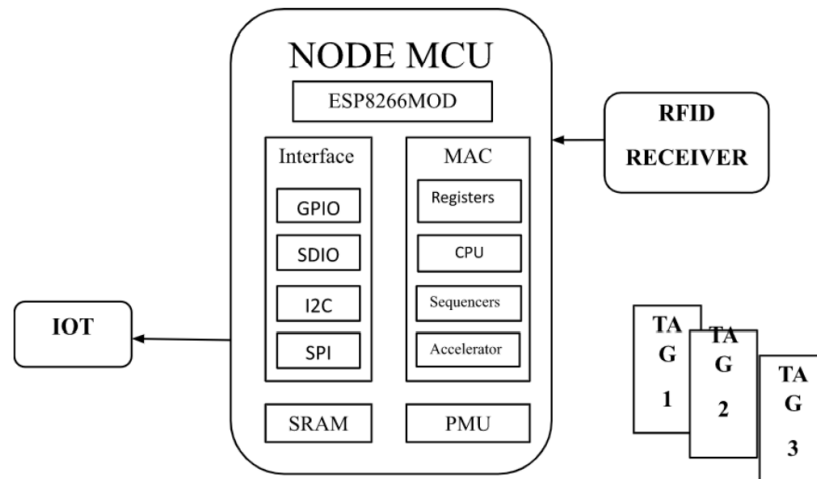 NODE MCU
ESP8266MOD
Interface
GPIO
SDIO
I2C
SPI
MAC
Registers
CPU
Sequencers
Accelerator
SRAM
PMU
RFID
RECEIVER
IOT
TA
G
1
TA
G
2
TA
G
3